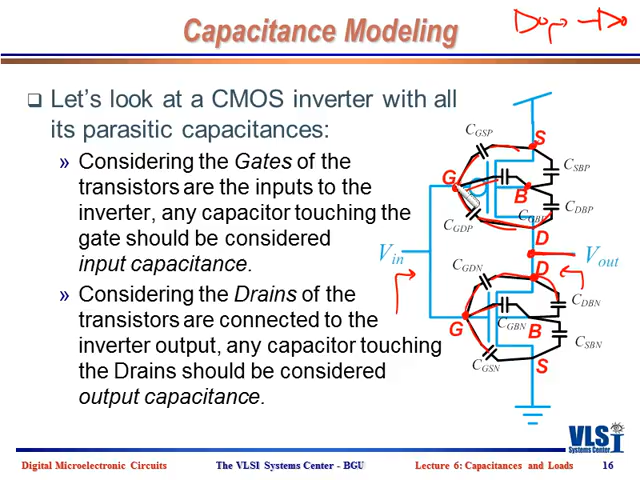 Capacitance Modeling
Let's look at a CMOS inverter with all
its parasitic capacitances:
» Considering the Gates of the
transistors are the inputs to the
inverter, any capacitor touching the
gate should be considered
input capacitance.
» Considering the Drains of the
transistors are connected to the
inverter output, any capacitor touching
the Drains should be considered
output capacitance.
CGSP
S
CSBP
G
B
CGBP
CDBP
CGDP
D
Vin
Vout
CGDN
D
CDBN
G
CGBN
B
CSBN
CGSN
S
VLSI
Systems Center
Digital Microelectronic Circuits
The VLSI Systems Center - BGU
Lecture 6: Capacitances and Loads
16